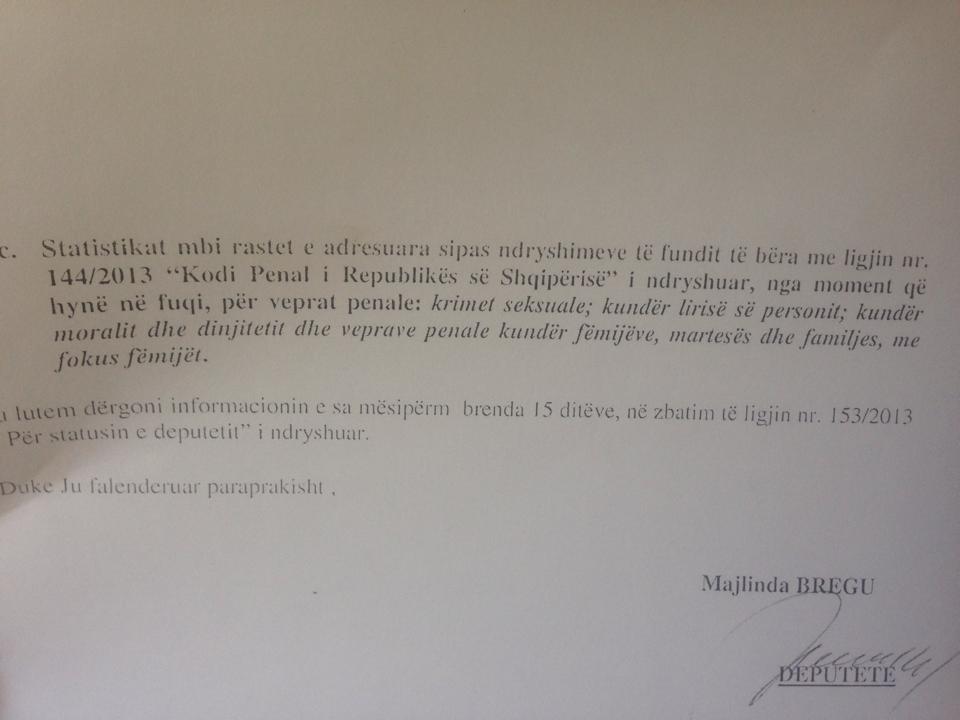 c. Statistikat mbi rastet e adresuara sipas ndryshimeve të fundit të bëra me ligjin nr.
144/2013 “Kodi Penal i Republikës së Shqipërisë” i ndryshuar, nga moment që
hynë në fuqi, për veprat penale: krimet seksuale; kundër lirisë së personit; kundër
moralit dhe dinjitetit dhe veprave penale kundër fëmijëve, martesës dhe familjes, me
fokus fëmijët.
u lutem dërgoni informacionin e sa mësipërm brenda 15 ditëve, në zbatim të ligjin nr. 153/2013
Për statusin e deputetit” i ndryshuar.
Duke Ju falenderuar paraprakisht ,
Majlinda BREGU
DEPUTETE